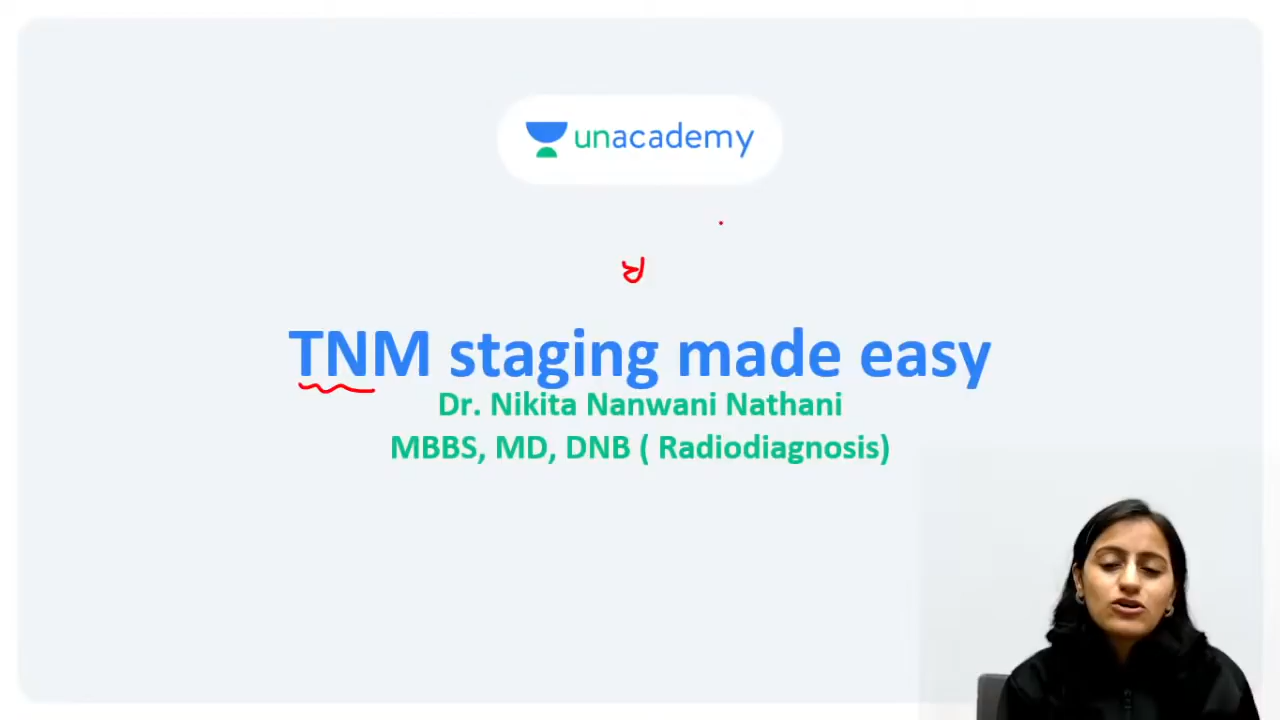 unacademy
TNM staging made easy
Dr. Nikita Nanwani Nathani
MBBS, MD, DNB ( Radiodiagnosis)